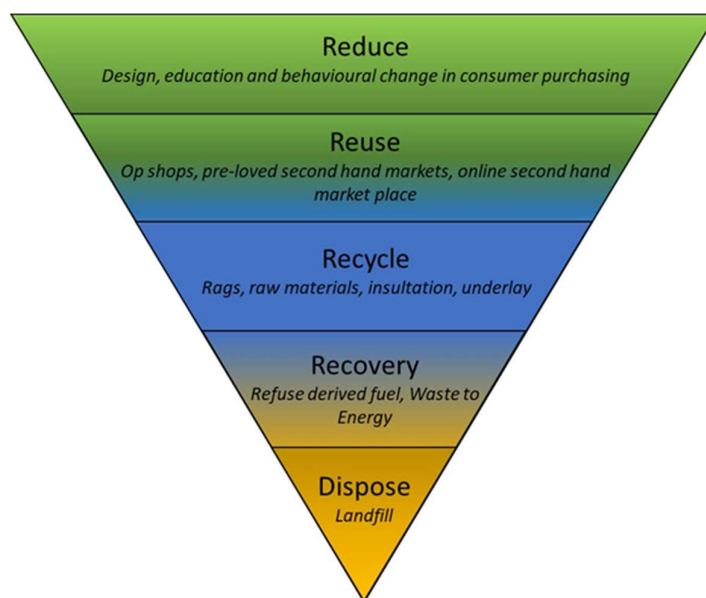 Reduce
Design, education and behavioural change in consumer purchasing
Reuse
Op shops, pre-loved second hand markets, online second hand
market place
Recycle
Rags, raw materials, insultation, underlay
Recovery
Refuse derived fuel, Waste to
Energy
Dispose
Landfill